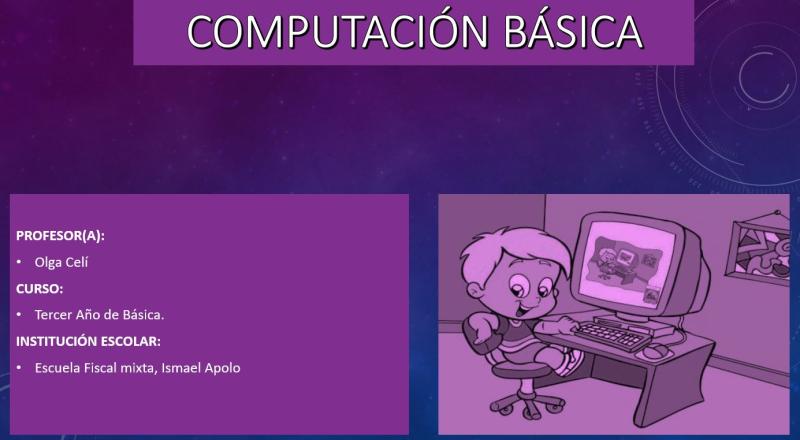 COMPUTACIÓN BÁSICA
PROFESOR(A):
• Olga Celí
CURSO:
• Tercer Año de Básica.
INSTITUCIÓN ESCOLAR:
• Escuela Fiscal mixta, Ismael Apolo